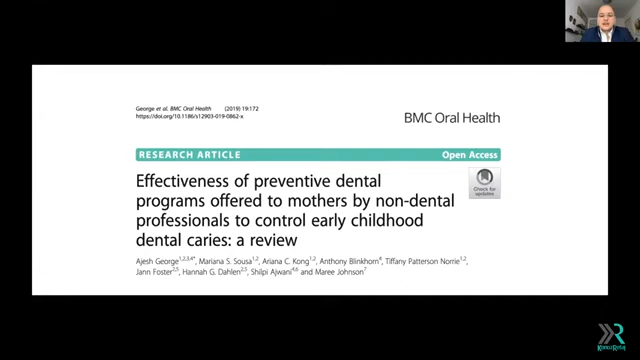 George et al. BMC Oral Health (2019) 19:172
https://doi.org/10.1186/s12903-019-0862-x
BMC Oral Health
RESEARCH ARTICLE Open Access
Effectiveness of preventive dental
programs offered to mothers by non-dental
professionals to control early childhood
dental caries: a review
Check for
updates
Ajesh George1,2,3,4*, Mariana S. Sousa1,2, Ariana C. Kong1,2, Anthony Blinkhorn4, Tiffany Patterson Norrie1,2,
Jann Foster2,5, Hannah G. Dahlen2,5, Shilpi Ajwani4,6 and Maree Johnson7